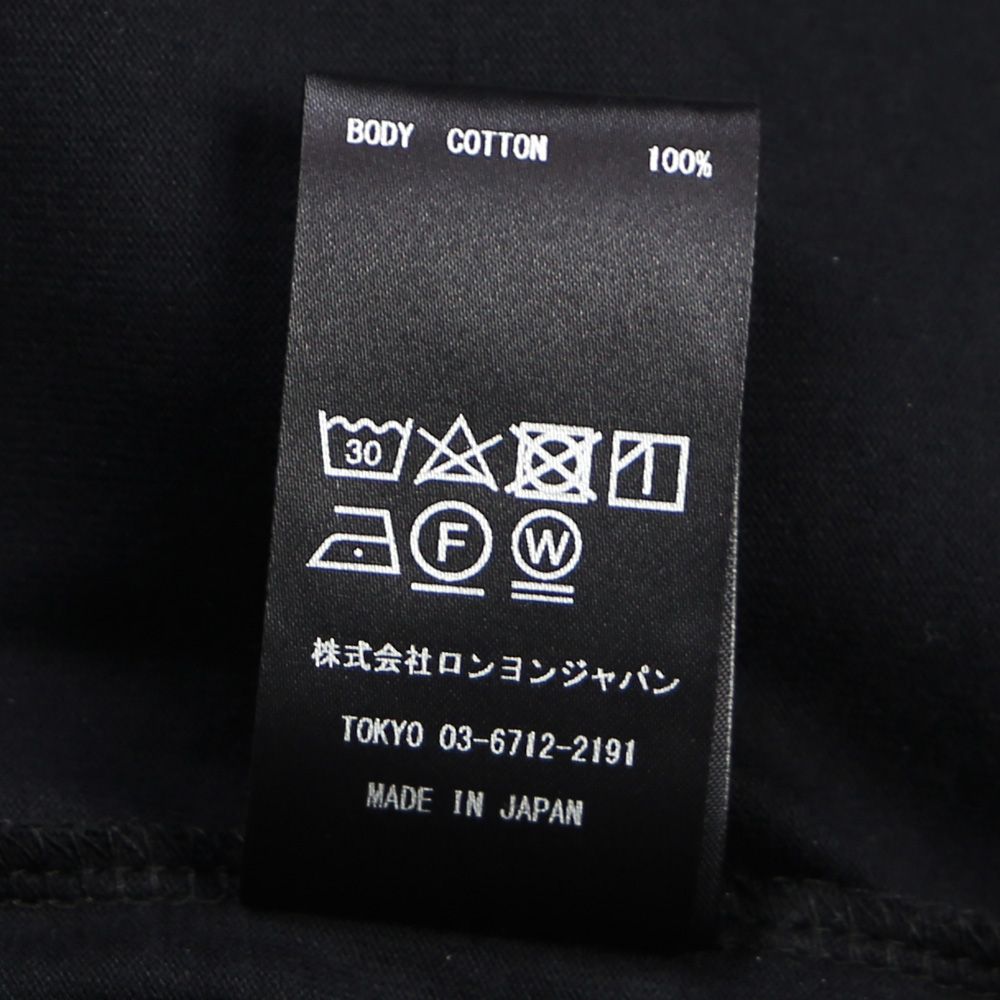 BODY COTTON 100%
30
F W
株式会社ロンヨンジャパン
TOKYO 03-6712-2191
MADE IN JAPAN